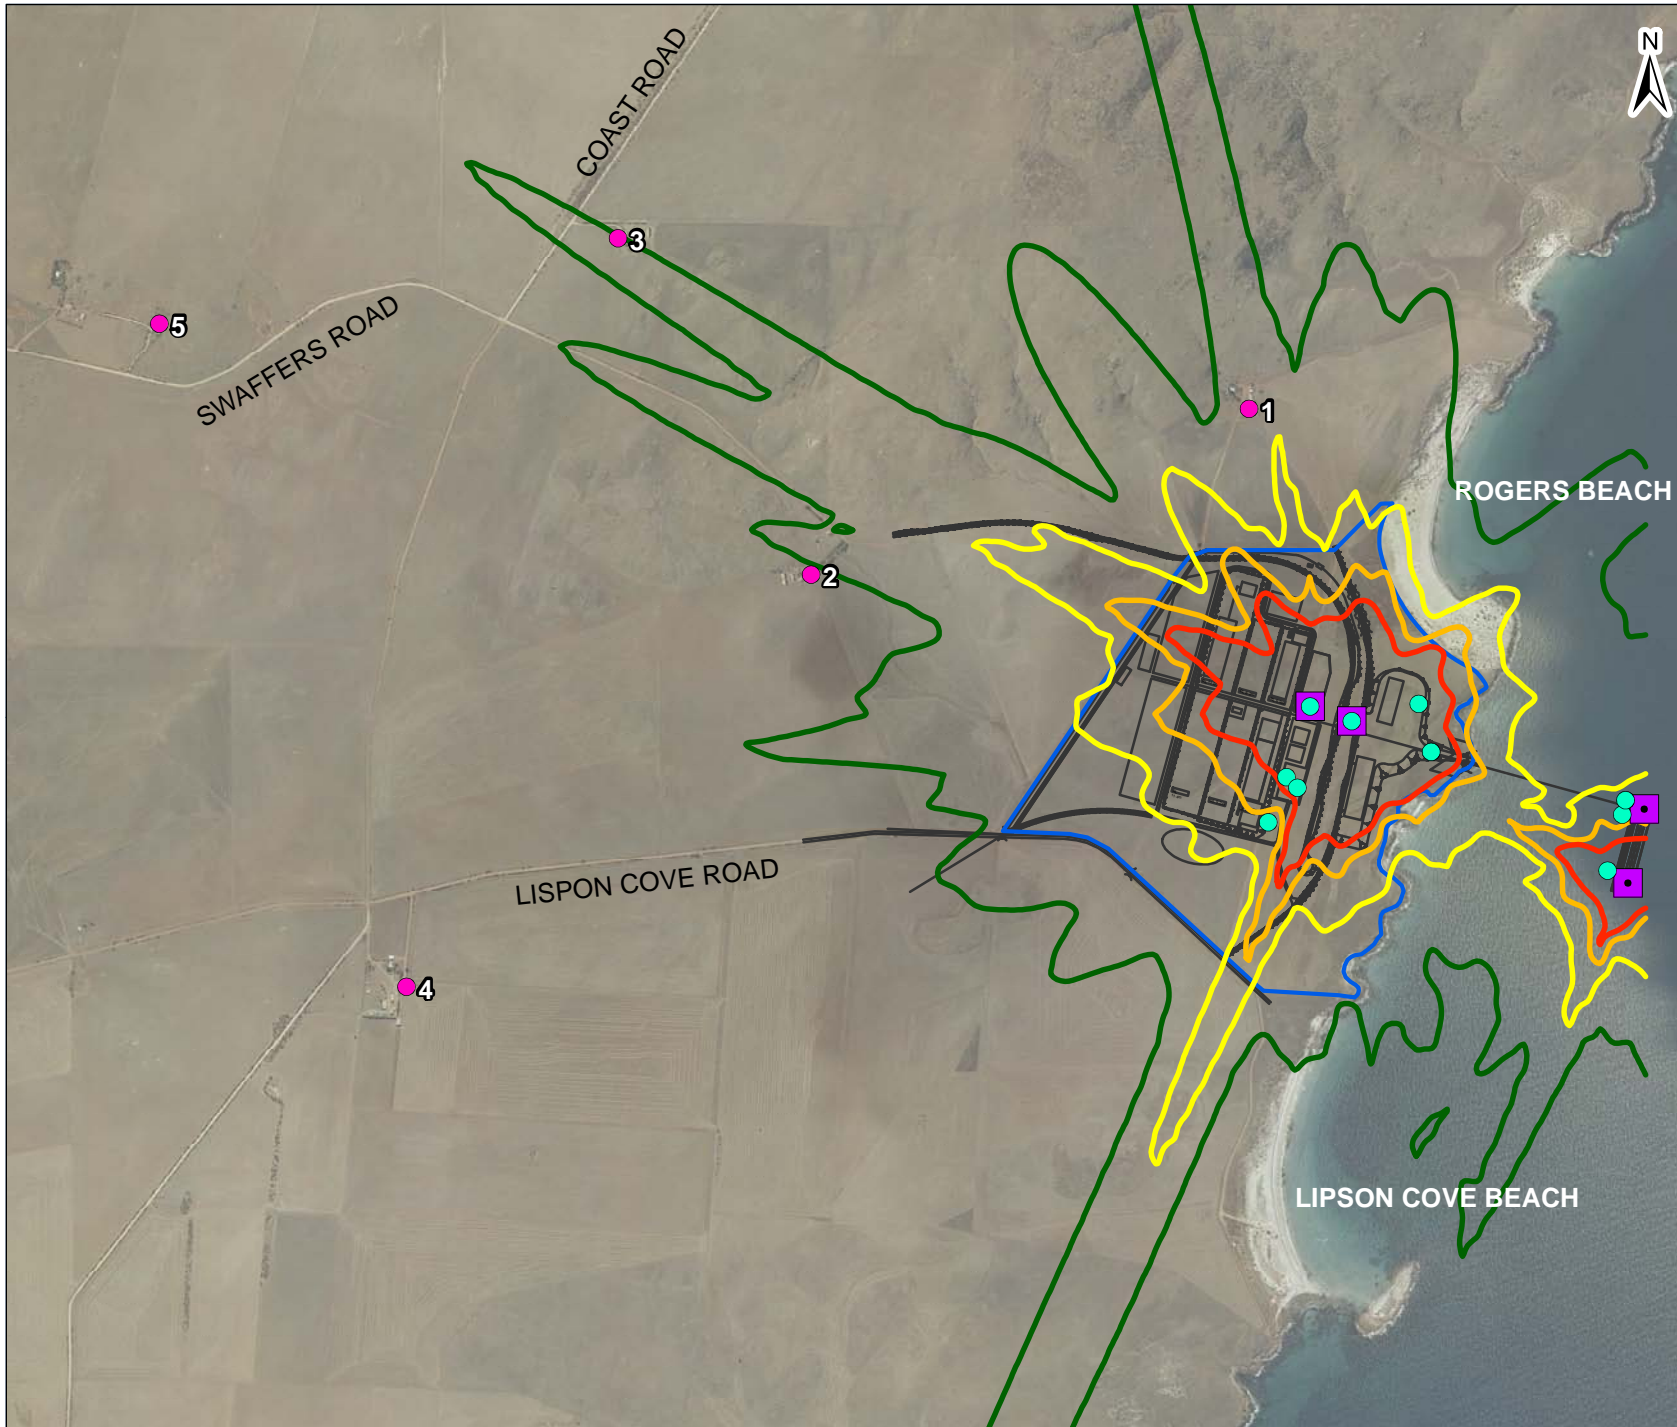 N
COAST ROAD
3
5
SWAFFERS ROAD
1
ROGERS BEACH
2
LISPON COVE ROAD
4
LIPSON COVE BEACH